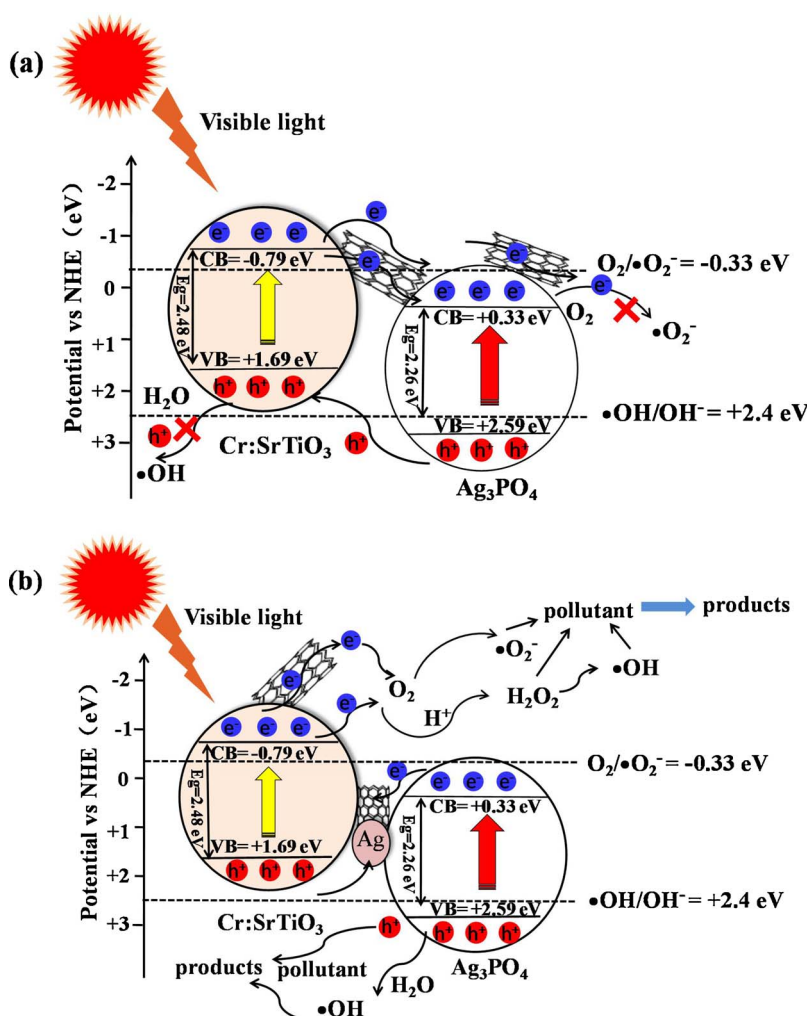 (a)
Visible light
Potential vs NHE (eV)
-2
-1
0
+1
+2
+3
e⁻ e⁻ e⁻
CB= -0.79 eV
Eg=2.48 eV
VB= +1.69 eV
h⁺ h⁺ h⁺
e⁻
e⁻
e⁻
O₂/•O₂⁻ = -0.33 eV
e⁻ e⁻ e⁻
e⁻
O₂
•O₂⁻
CB= +0.33 eV
Eg=2.26 eV
VB= +2.59 eV
h⁺ h⁺ h⁺
•OH/OH⁻ = +2.4 eV
H₂O
h⁺
•OH
Cr:SrTiO₃
h⁺
Ag₃PO₄
(b)
Visible light
pollutant
products
•O₂⁻
•OH
e⁻
e⁻
O₂
H₂O₂
H⁺
e⁻
Potential vs NHE (eV)
-2
-1
0
+1
+2
+3
e⁻ e⁻ e⁻
CB= -0.79 eV
Eg=2.48 eV
VB= +1.69 eV
h⁺ h⁺ h⁺
O₂/•O₂⁻ = -0.33 eV
e⁻
e⁻ e⁻ e⁻
CB= +0.33 eV
Ag
Eg=2.26 eV
VB= +2.59 eV
h⁺ h⁺ h⁺
•OH/OH⁻ = +2.4 eV
Cr:SrTiO₃
h⁺
Ag₃PO₄
products pollutant
H₂O
•OH